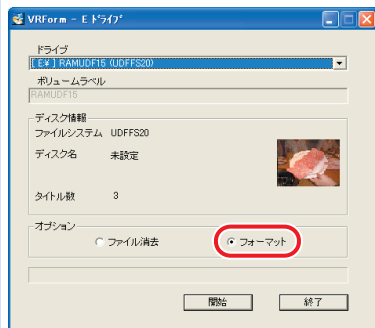 VRForm - E ﾄﾞﾗｲﾌﾞ
ドライブ
[ E¥ ] RAMUDF15 (UDFFS20)
ボリュームラベル
RAMUDF15
ディスク情報
ファイルシステム UDFFS20
ディスク名 未設定
タイトル数 3
オプション
ファイル消去 フォーマット
開始 終了